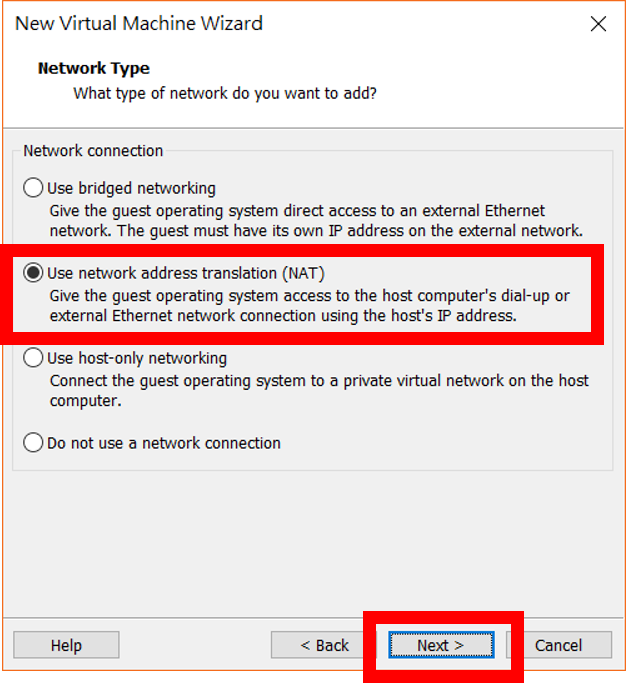 New Virtual Machine Wizard
Network Type
What type of network do you want to add?
Network connection
Use bridged networking
Give the guest operating system direct access to an external Ethernet
network. The guest must have its own IP address on the external network.
Use network address translation (NAT)
Give the guest operating system access to the host computer's dial-up or
external Ethernet network connection using the host's IP address.
Use host-only networking
Connect the guest operating system to a private virtual network on the host
computer.
Do not use a network connection
Help
< Back
Next >
Cancel